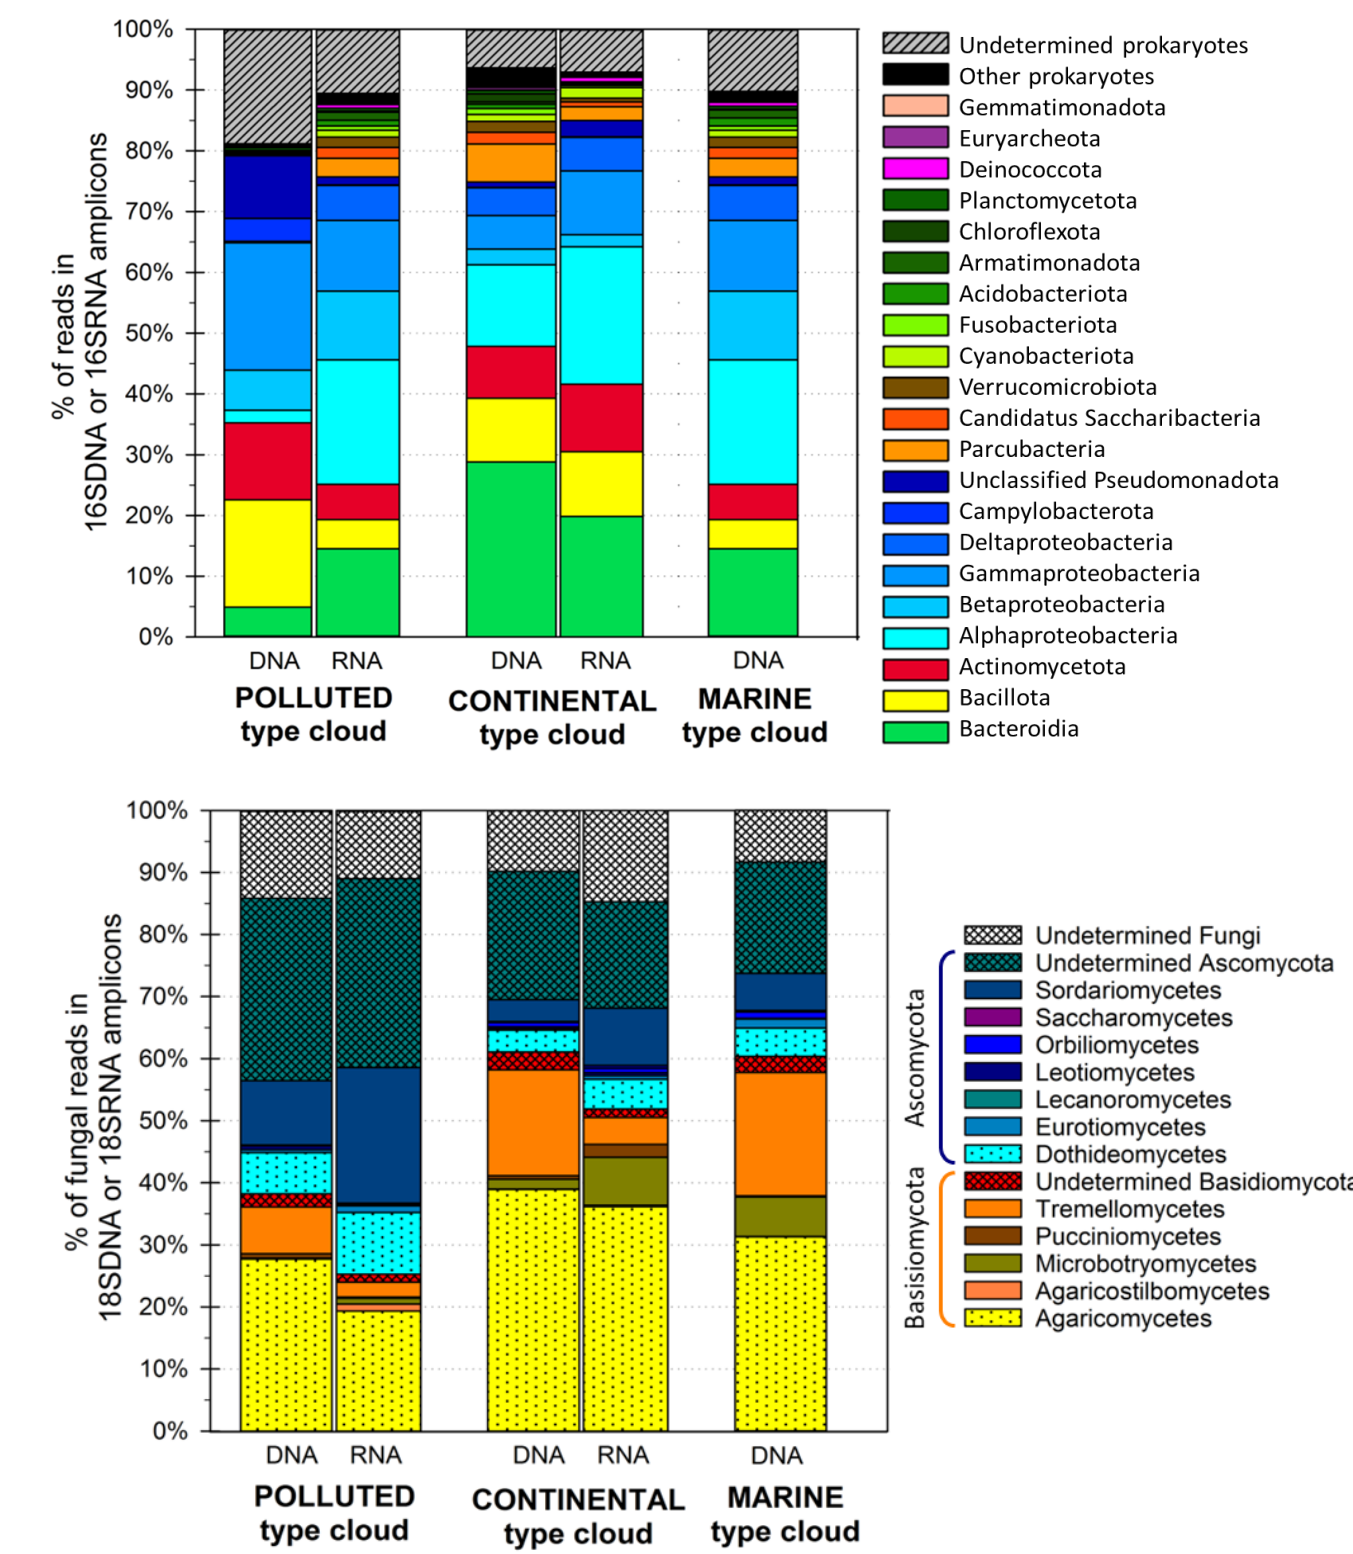 100%
90%
80%
70%
60%
50%
40%
30%
20%
10%
0%
% of reads in
16SDNA or 16SRNA amplicons
DNA RNA DNA RNA DNA
POLLUTED
type cloud
CONTINENTAL
type cloud
MARINE
type cloud
Undetermined prokaryotes
Other prokaryotes
Gemmatimonadota
Euryarcheota
Deinococcota
Planctomycetota
Chloroflexota
Armatimonadota
Acidobacteriota
Fusobacteriota
Cyanobacteriota
Verrucomicrobiota
Candidatus Saccharibacteria
Parcubacteria
Unclassified Pseudomonadota
Campylobacterota
Deltaproteobacteria
Gammaproteobacteria
Betaproteobacteria
Alphaproteobacteria
Actinomycetota
Bacillota
Bacteroidia
100%
90%
80%
70%
60%
50%
40%
30%
20%
10%
0%
% of fungal reads in
18SDNA or 18SRNA amplicons
DNA RNA DNA RNA DNA
POLLUTED
type cloud
CONTINENTAL
type cloud
MARINE
type cloud
Undetermined Fungi
Ascomycota
Undetermined Ascomycota
Sordariomycetes
Saccharomycetes
Orbiliomycetes
Leotiomycetes
Lecanoromycetes
Eurotiomycetes
Dothideomycetes
Basisiomycota
Undetermined Basidiomycota
Tremellomycetes
Pucciniomycetes
Microbotryomycetes
Agaricostilbomycetes
Agaricomycetes